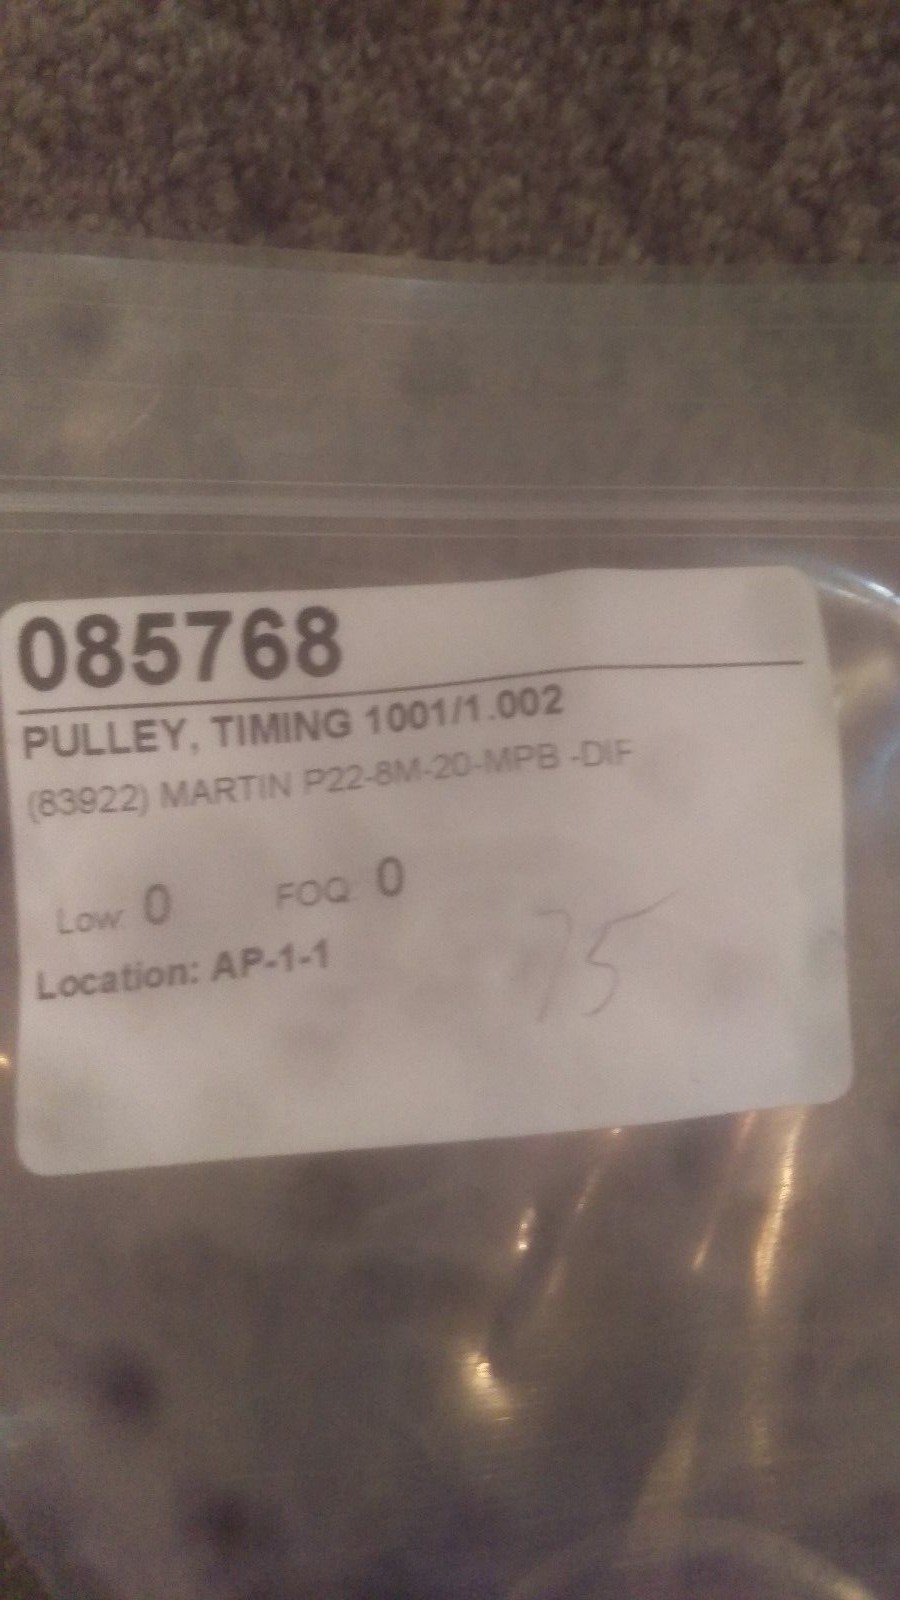 085768
PULLEY, TIMING 1001/1.002
(83922) MARTIN P22-8M-20-MPB -DIF
Low: 0 FOQ: 0
Location: AP-1-1
75